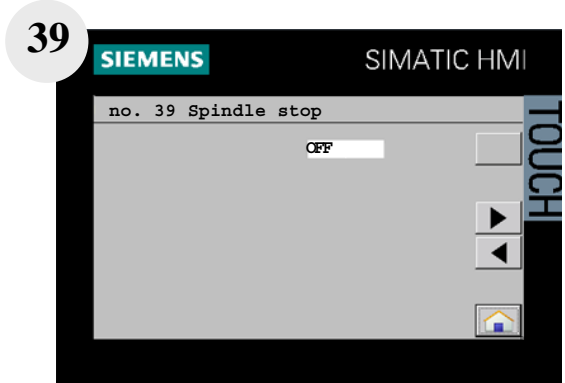 39
SIEMENS
SIMATIC HMI
TOUCH
no. 39 Spindle stop
OFF